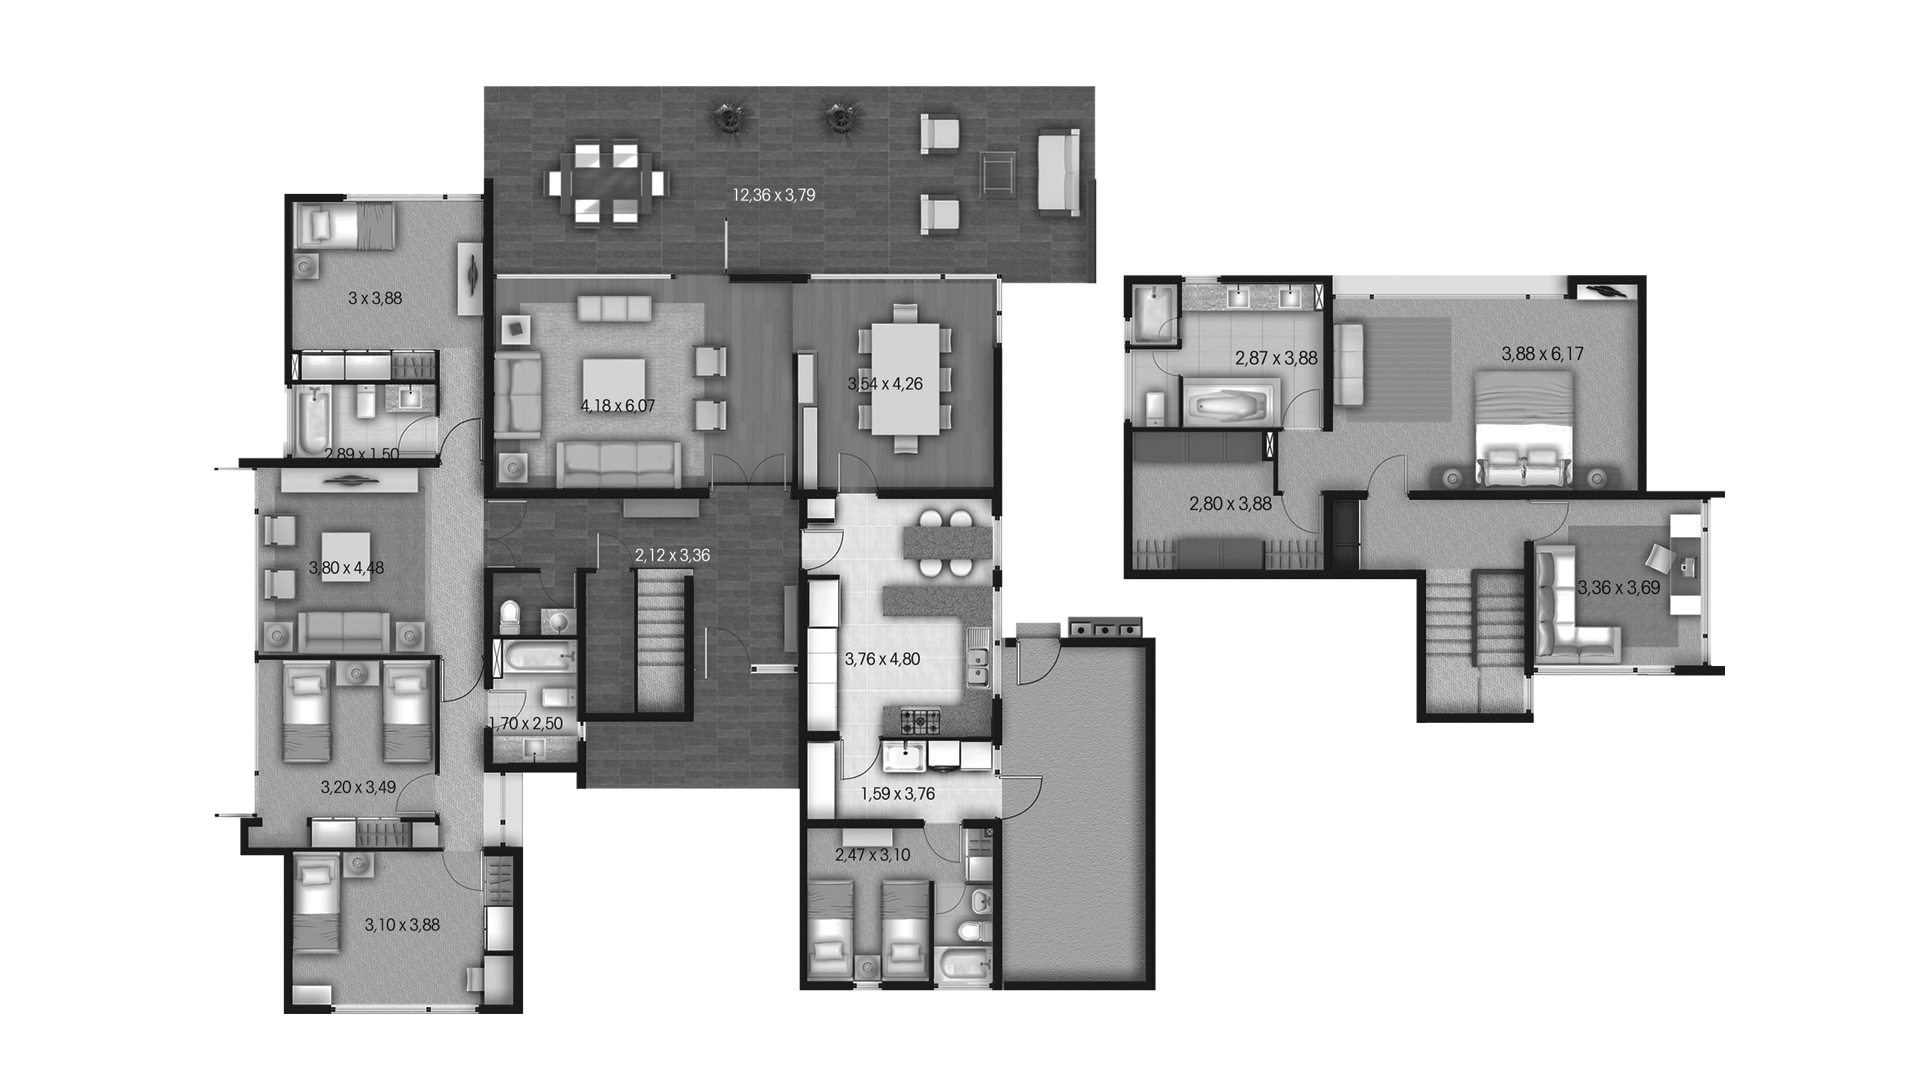 12,36 x 3,79
3 x 3,88
2,89 x 1,50
4,18 x 6,07
3,54 x 4,26
3,80 x 4,48
2,12 x 3,36
3,76 x 4,80
1,70 x 2,50
3,20 x 3,49
1,59 x 3,76
2,47 x 3,10
3,10 x 3,88
2,87 x 3,88
3,88 x 6,17
2,80 x 3,88
3,36 x 3,69